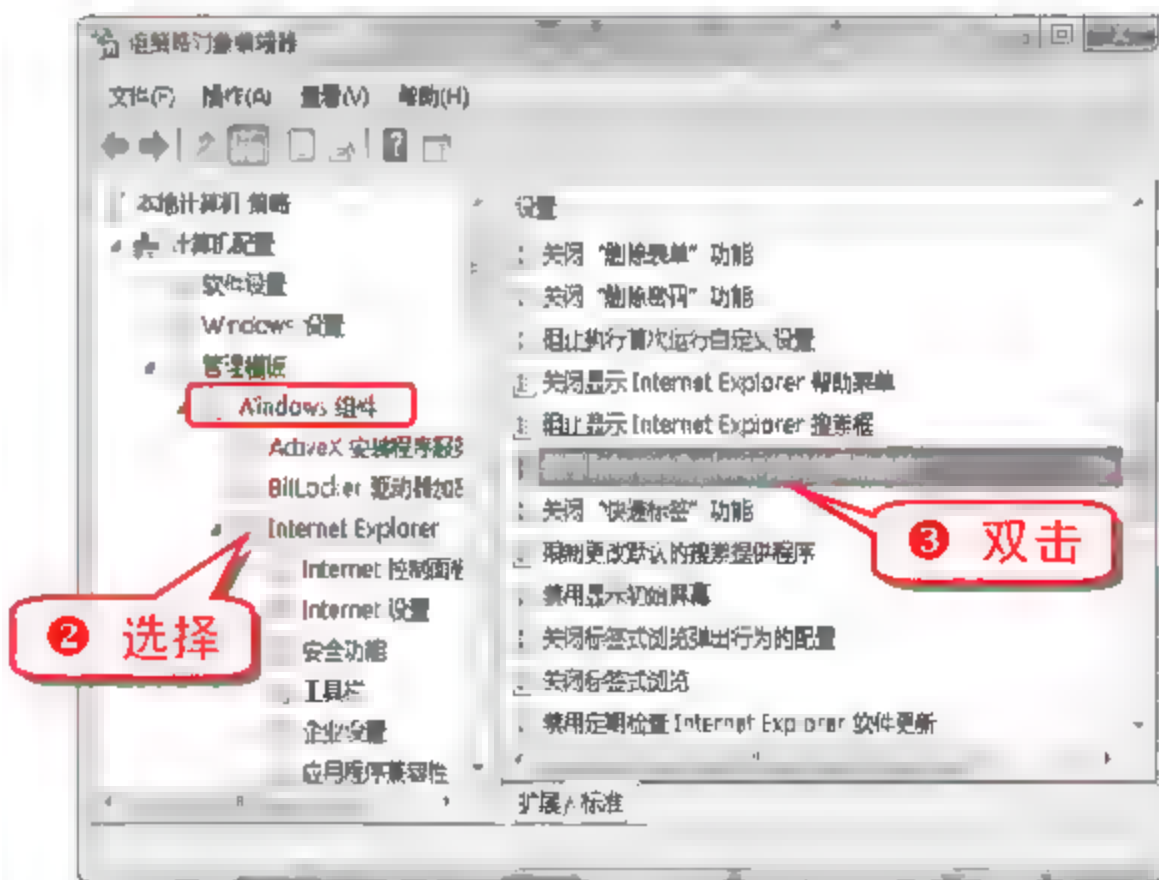 组策略对象编辑器
文件(F) 操作(A) 查看(V) 帮助(H)
本地计算机 策略
计算机配置
软件设置
Windows 设置
管理模板
Windows 组件
ActiveX 安装程序服务
BitLocker 驱动器加密
Internet Explorer
Internet 控制面板
Internet 设置
安全功能
工具栏
企业设置
应用程序兼容性
❷ 选择
设置
关闭“删除表单”功能
关闭“删除密码”功能
阻止执行首次运行自定义设置
关闭显示 Internet Explorer 帮助菜单
阻止显示 Internet Explorer 搜索框
关闭“快速标签”功能
限制更改默认的搜索提供程序
禁用显示初始屏幕
关闭标签式浏览弹出行为的配置
关闭标签式浏览
禁用定期检查 Internet Explorer 软件更新
❸ 双击
扩展 标准